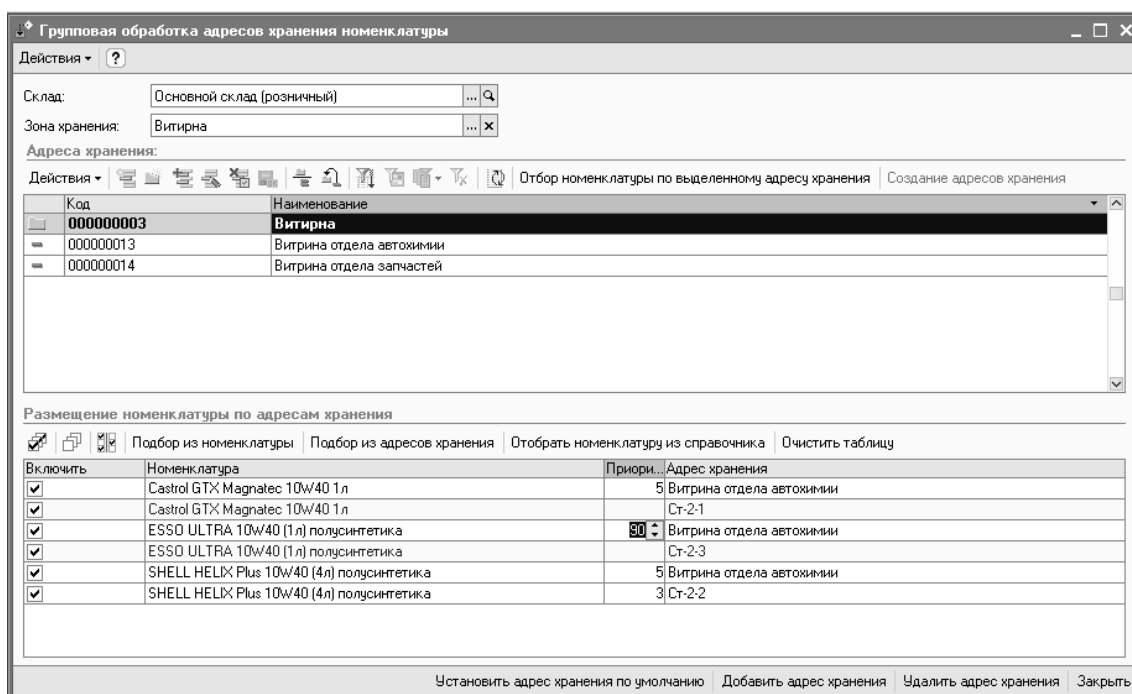 Групповая обработка адресов хранения номенклатуры
Действия ?
Склад: Основной склад (розничный) ...
Зона хранения: Витирна ... x
Адреса хранения:
Действия Отбор номенклатуры по выделенному адресу хранения Создание адресов хранения
Код Наименование
000000003 Витирна
000000013 Витрина отдела автохимии
000000014 Витрина отдела запчастей
Размещение номенклатуры по адресам хранения
Подбор из номенклатуры Подбор из адресов хранения Отобрать номенклатуру из справочника Очистить таблицу
Включить Номенклатура Приори... Адрес хранения
Castrol GTX Magnatec 10W40 1л 5 Витрина отдела автохимии
Castrol GTX Magnatec 10W40 1л Ст-2-1
ESSO ULTRA 10W40 (1л) полусинтетика 90 Витрина отдела автохимии
ESSO ULTRA 10W40 (1л) полусинтетика Ст-2-3
SHELL HELIX Plus 10W40 (4л) полусинтетика 5 Витрина отдела автохимии
SHELL HELIX Plus 10W40 (4л) полусинтетика 3 Ст-2-2
Установить адрес хранения по умолчанию Добавить адрес хранения Удалить адрес хранения Закрыть